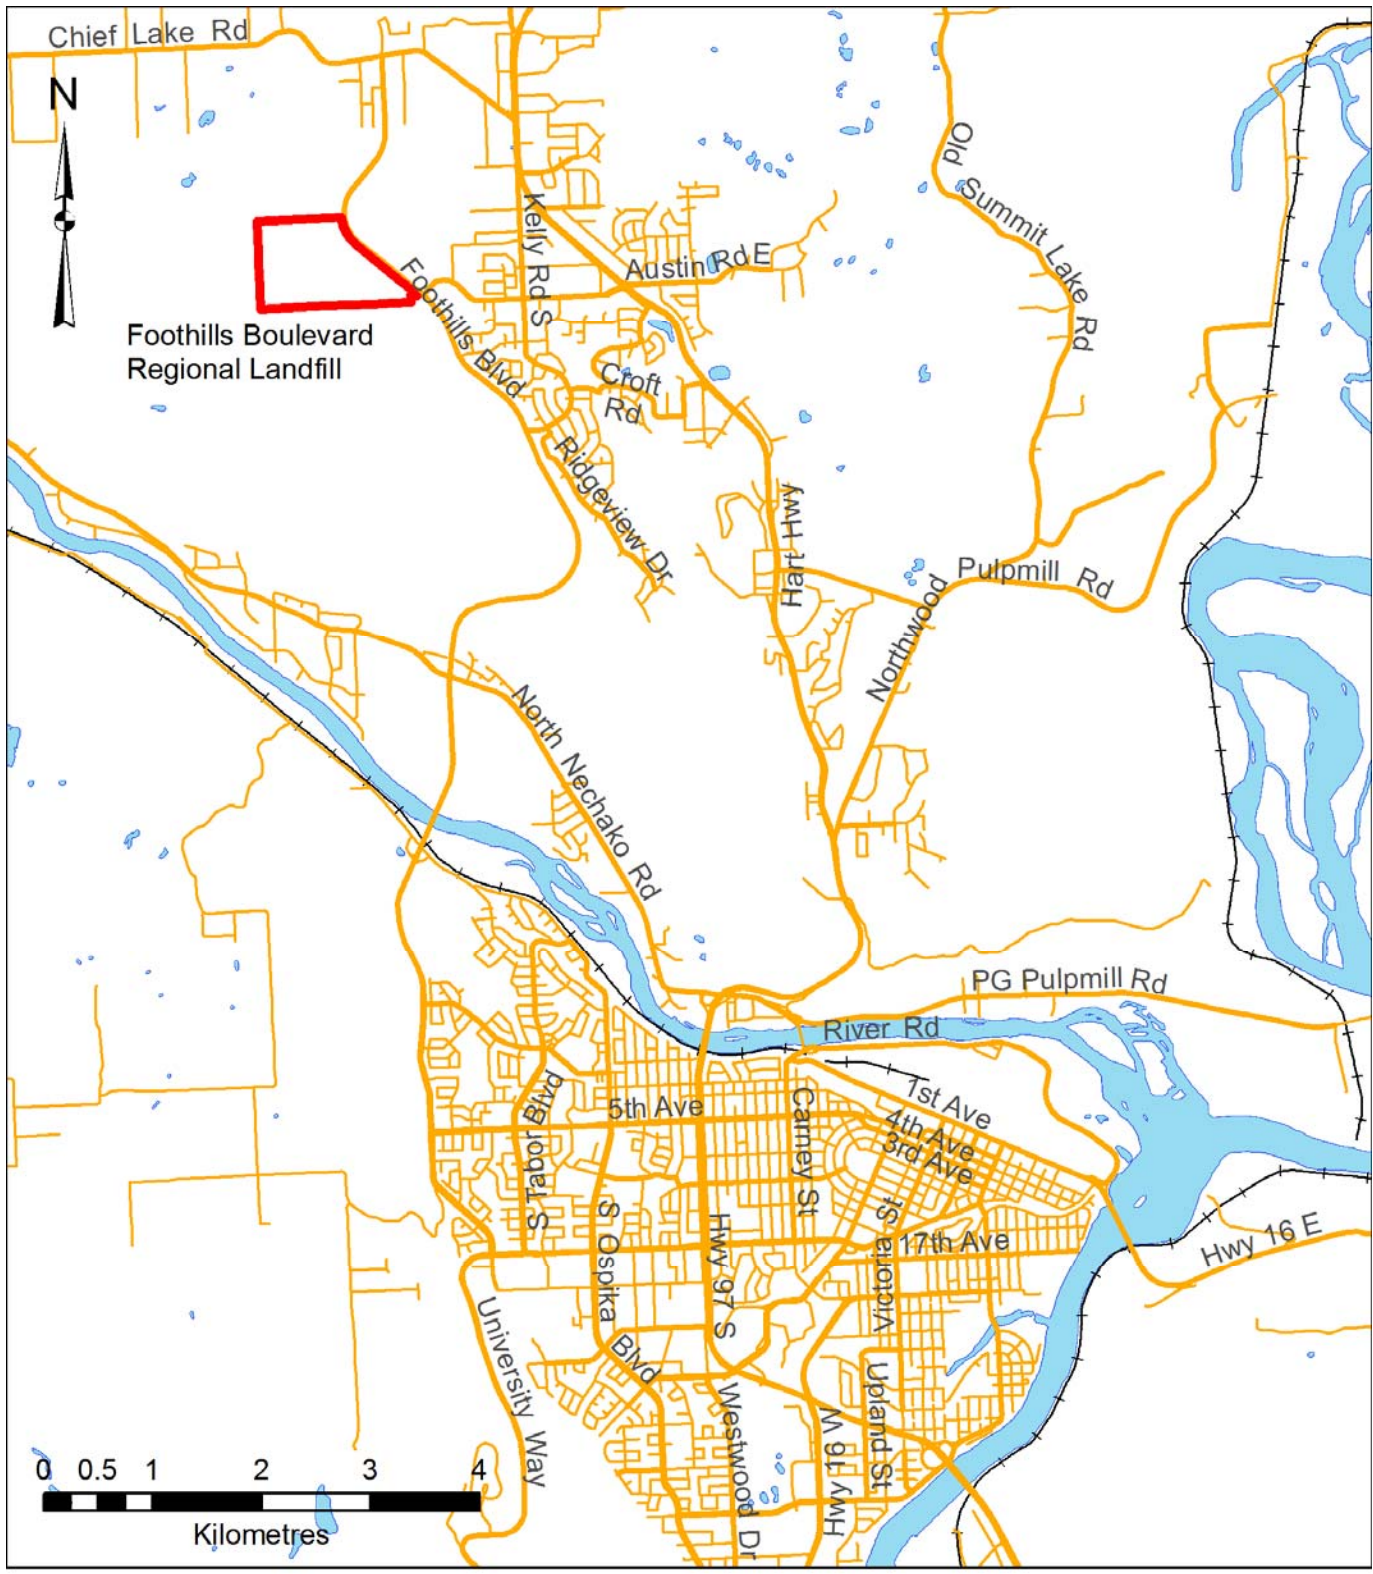 Chief Lake Rd
N
Old
Summit Lake Rd
Kelly Rd S
Austin Rd E
Foothills Blvd
Foothills Boulevard
Regional Landfill
Croft
Rd
Ridgeview Dr
Hart Hwy
Pulpmill Rd
Northwood
North Nechako Rd
PG Pulpmill Rd
River Rd
1st Ave
5th Ave
4th Ave
3rd Ave
S Tabor Blvd
Carney St
S Ospika
Blvd
Hwy 97 S
Victoria St
17th Ave
Hwy 16 E
University Way
Westwood Dr
Hwy 16 W
Upland St
0 0.5 1 2 3 4
Kilometres